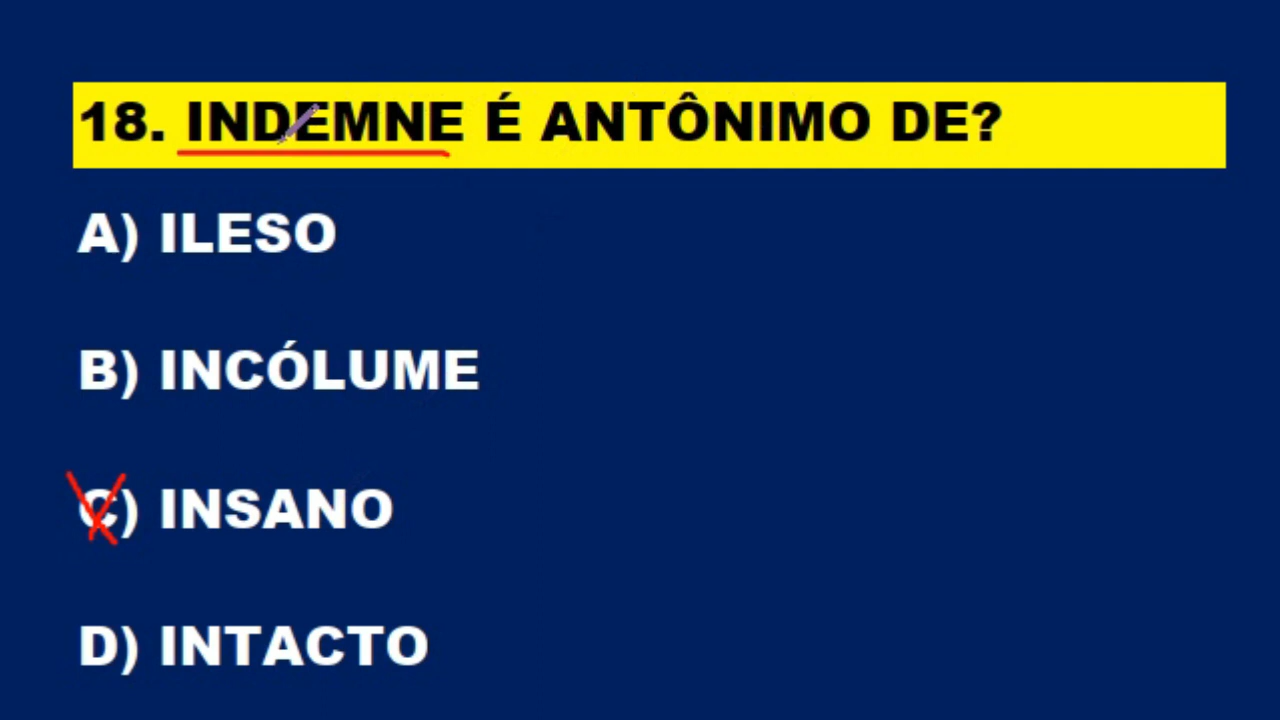 18. INDEMNE É ANTÔNIMO DE?
A) ILESO
B) INCÓLUME
C) INSANO
D) INTACTO